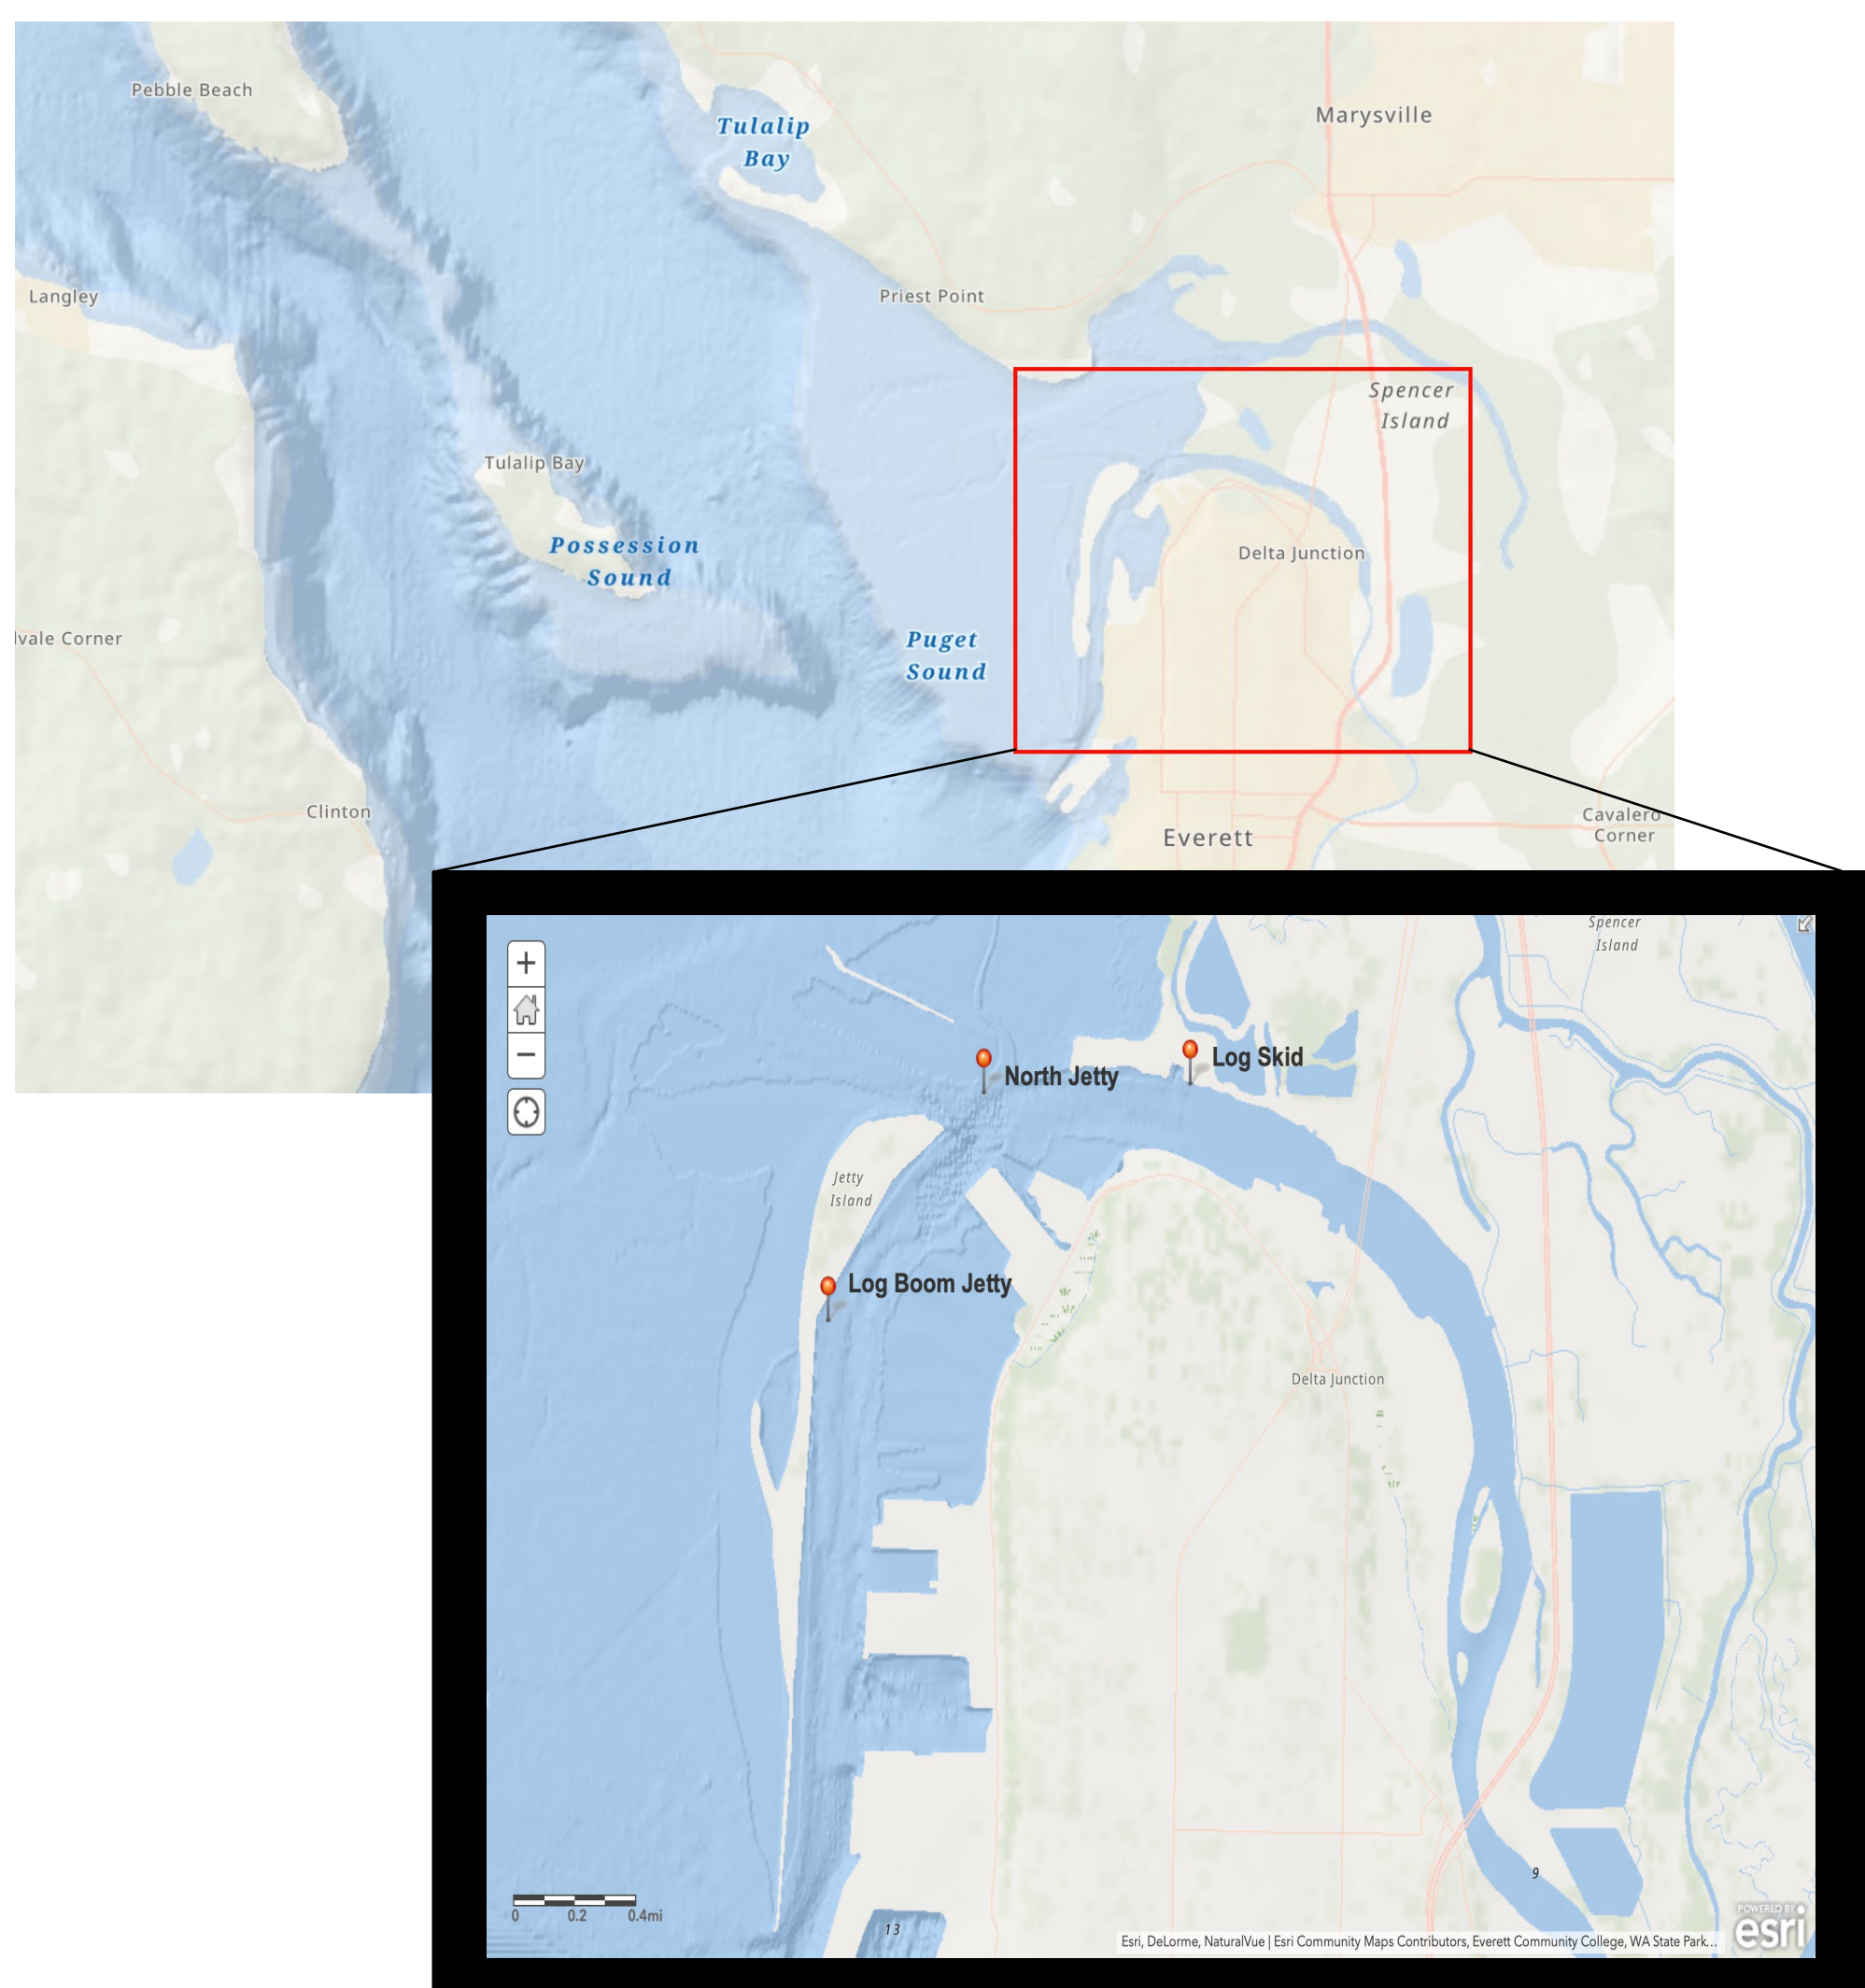 Pebble Beach
Tulalip
Bay
Marysville
Langley
Priest Point
Spencer
Island
Tulalip Bay
Possession
Sound
Delta Junction
lvale Corner
Puget
Sound
Clinton
Everett
Cavalero
Corner
Spencer
Island
+
−
North Jetty
Log Skid
Jetty
Island
Log Boom Jetty
Delta Junction
9
0 0.2 0.4mi
13
POWERED BY
esri
Esri, DeLorme, NaturalVue | Esri Community Maps Contributors, Everett Community College, WA State Park...